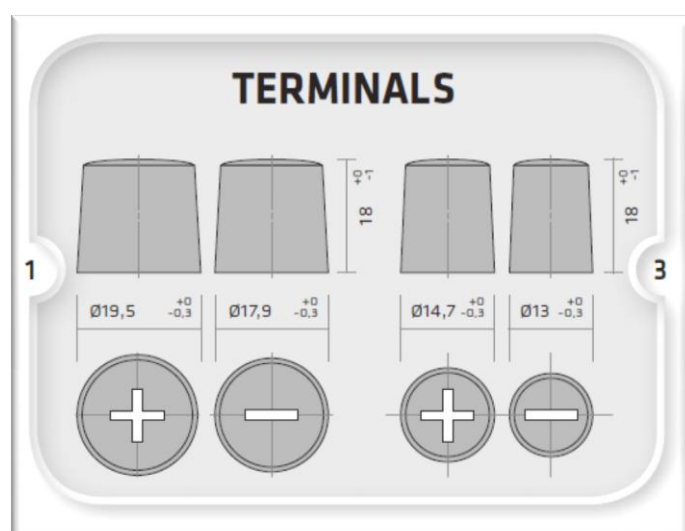 TERMINALS
18 +0 -1
18 +0 -1
1
3
Ø19,5 +0 -0,3
Ø17,9 +0 -0,3
Ø14,7 +0 -0,3
Ø13 +0 -0,3